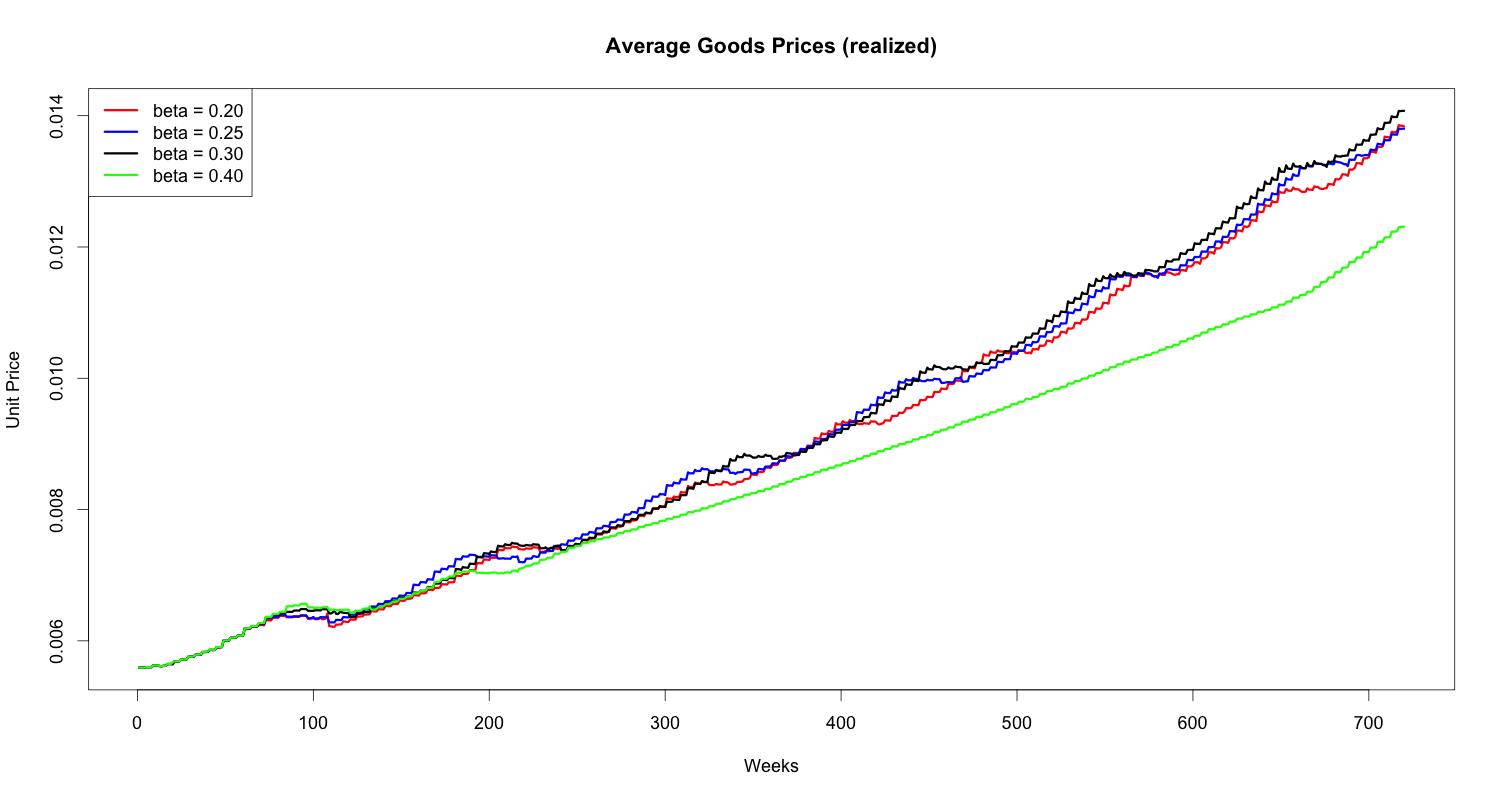 Average Goods Prices (realized)
beta = 0.20
beta = 0.25
beta = 0.30
beta = 0.40
Unit Price
0.014
0.012
0.010
0.008
0.006
0 100 200 300 400 500 600 700
Weeks